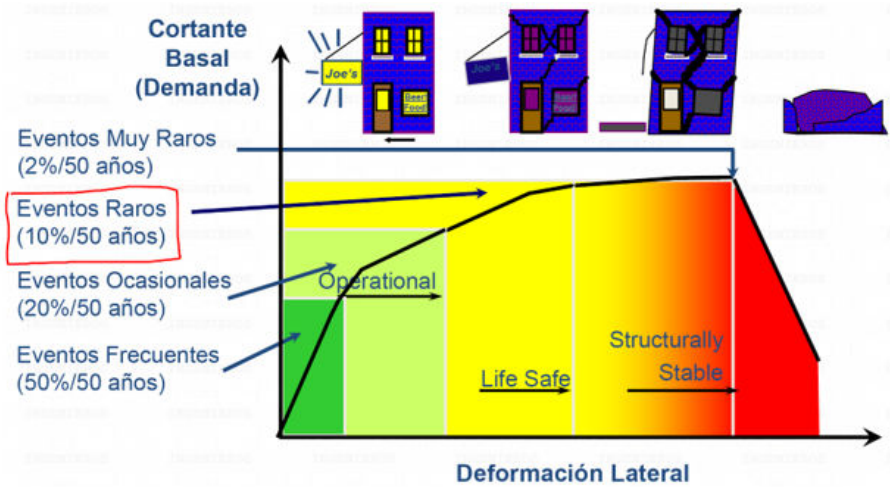 Cortante
Basal
(Demanda)
Joe's
Beer!
Food!
Joe's
Beer!
Food!
Eventos Muy Raros
(2%/50 años)
Eventos Raros
(10%/50 años)
Eventos Ocasionales
(20%/50 años)
Eventos Frecuentes
(50%/50 años)
Operational
Life Safe
Structurally
Stable
Deformación Lateral